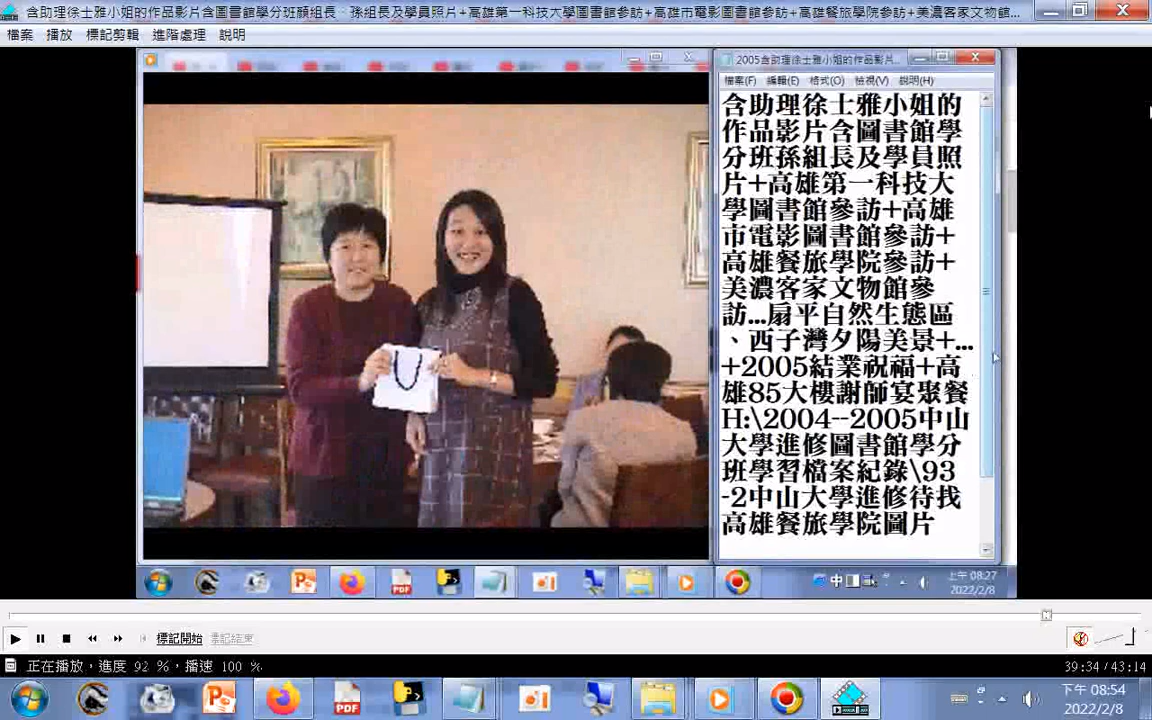 含助理徐士雅小姐的作品影片含圖書館學分班顏組長、孫組長及學員照片+高雄第一科技大學圖書館參訪+高雄市電影圖書館參訪+高雄餐旅學院參訪+美濃客家文物館...
檔案 播放 標記剪輯 進階處理 說明
2005含助理徐士雅小姐的作品影片...
檔案(F) 編輯(E) 格式(O) 檢視(V) 說明(H)
含助理徐士雅小姐的
作品影片含圖書館學
分班孫組長及學員照
片+高雄第一科技大
學圖書館參訪+高雄
市電影圖書館參訪+
高雄餐旅學院參訪+
美濃客家文物館參
訪...扇平自然生態區
、西子灣夕陽美景+...
+2005結業祝福+高
雄85大樓謝師宴聚餐
H:\2004--2005中山
大學進修圖書館學分
班學習檔案紀錄\93
-2中山大學進修待找
高雄餐旅學院圖片
中
上午 08:27
2022/2/8
標記開始 標記結束
正在播放，進度 92 %，播速 100 %.
39:34 / 43:14
PDF
下午 08:54
2022/2/8